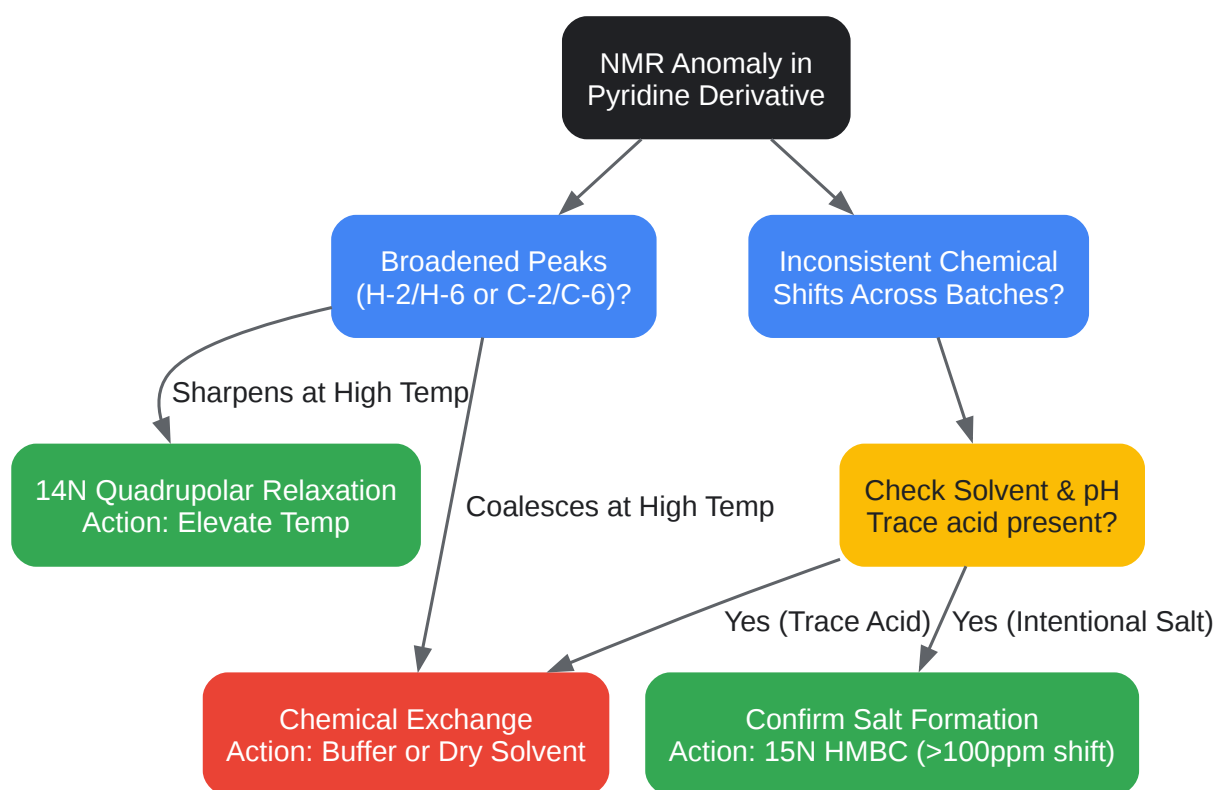 NMR Anomaly in
Pyridine Derivative
Broadened Peaks
(H-2/H-6 or C-2/C-6)?
Inconsistent Chemical
Shifts Across Batches?
Sharpens at High Temp
14N Quadrupolar Relaxation
Action: Elevate Temp
Coalesces at High Temp
Check Solvent & pH
Trace acid present?
Yes (Trace Acid)
Yes (Intentional Salt)
Chemical Exchange
Action: Buffer or Dry Solvent
Confirm Salt Formation
Action: 15N HMBC (>100ppm shift)